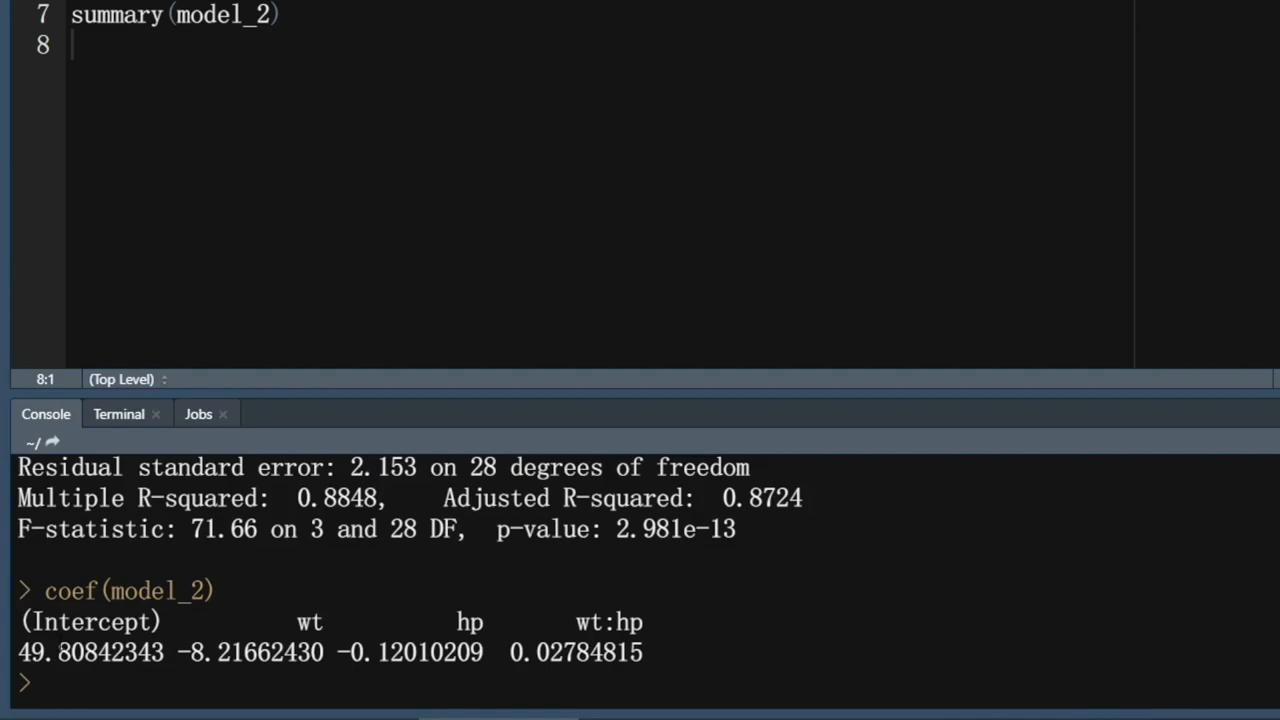 7 summary(model_2)
8
8:1 (Top Level)
Console Terminal × Jobs ×
~/
Residual standard error: 2.153 on 28 degrees of freedom
Multiple R-squared:  0.8848,    Adjusted R-squared:  0.8724
F-statistic: 71.66 on 3 and 28 DF,  p-value: 2.981e-13
> coef(model_2)
(Intercept)          wt          hp       wt:hp
49.80842343 -8.21662430 -0.12010209  0.02784815
>